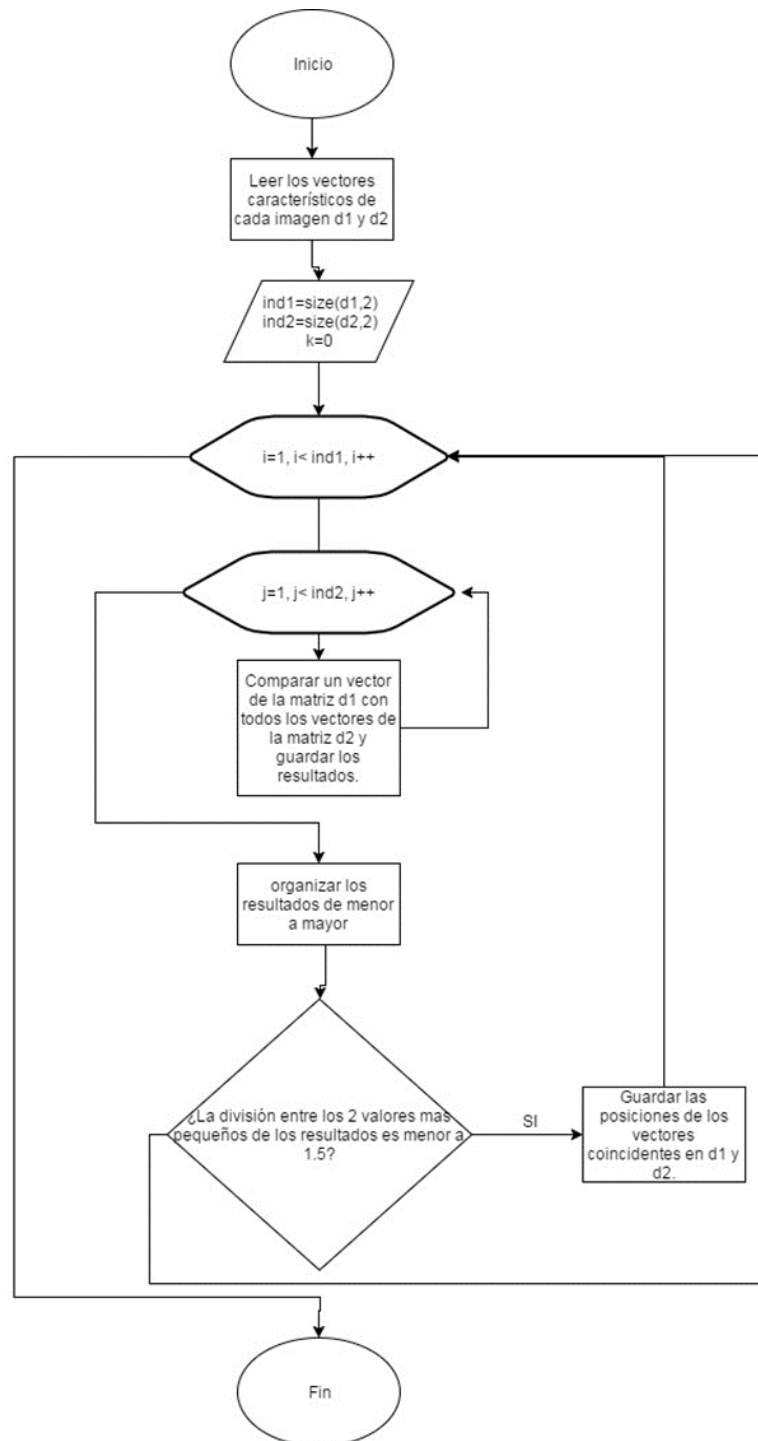 Inicio
Leer los vectores
característicos de
cada imagen d1 y d2
ind1=size(d1,2)
ind2=size(d2,2)
k=0
i=1, i< ind1, i++
j=1, j< ind2, j++
Comparar un vector
de la matriz d1 con
todos los vectores de
la matriz d2 y
guardar los
resultados.
organizar los
resultados de menor
a mayor
¿La división entre los 2 valores mas
pequeños de los resultados es menor a
1.5?
SI
Guardar las
posiciones de los
vectores
coincidentes en d1 y
d2.
Fin